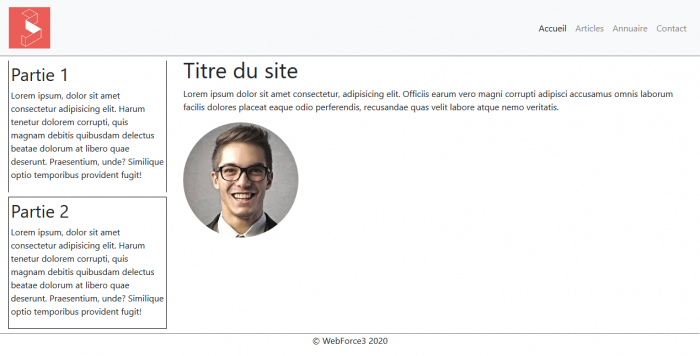 Accueil Articles Annuaire Contact
Partie 1
Lorem ipsum, dolor sit amet
consectetur adipisicing elit. Harum
tenetur dolorem corrupti, quis
magnam debitis quibusdam delectus
beatae dolorum at libero quae
deserunt. Praesentium, unde? Similique
optio temporibus provident fugit!
Partie 2
Lorem ipsum, dolor sit amet
consectetur adipisicing elit. Harum
tenetur dolorem corrupti, quis
magnam debitis quibusdam delectus
beatae dolorum at libero quae
deserunt. Praesentium, unde? Similique
optio temporibus provident fugit!
Titre du site
Lorem ipsum dolor sit amet consectetur, adipisicing elit. Officiis earum vero magni corrupti adipisci accusamus omnis laborum
facilis dolores placeat eaque odio perferendis, recusandae quas velit labore atque nemo veritatis.
© WebForce3 2020